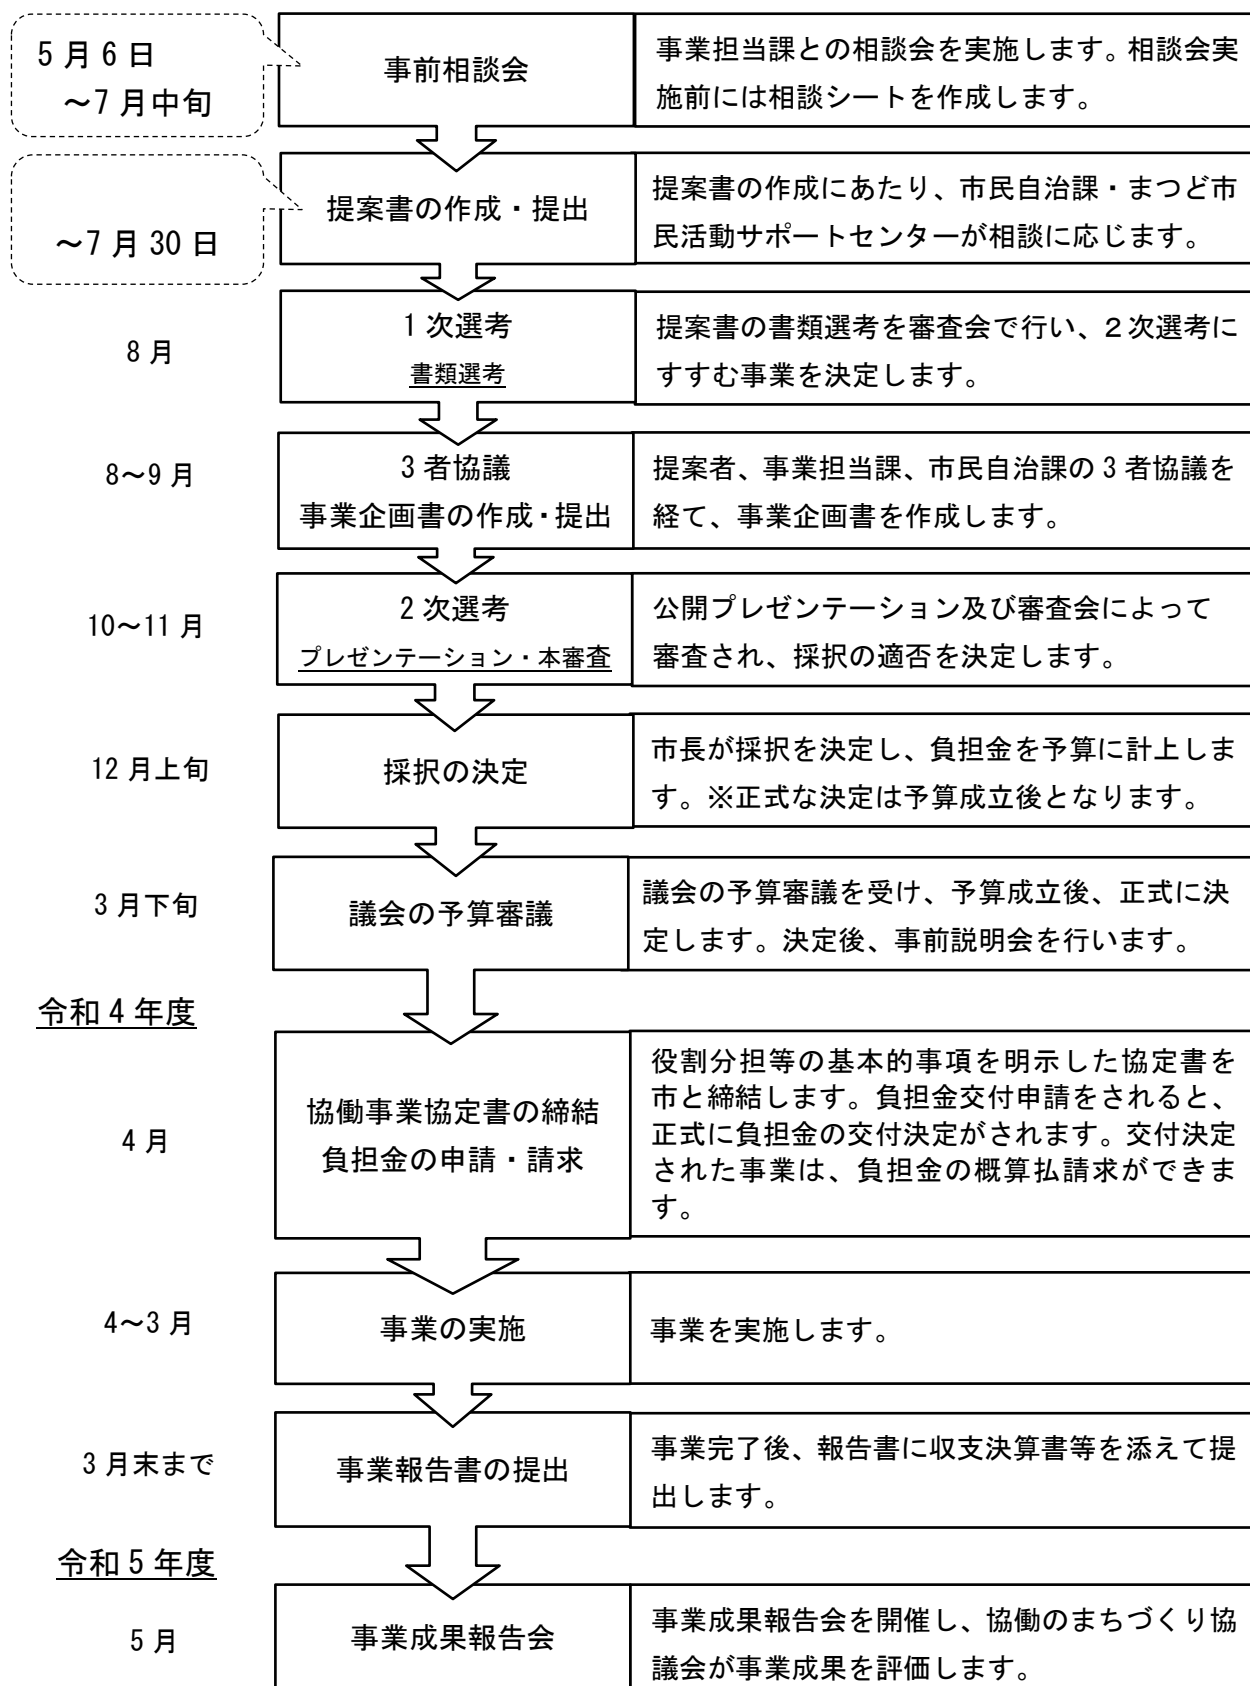 5月6日
～7月中旬
事前相談会
事業担当課との相談会を実施します。相談会実
施前には相談シートを作成します。
～7月30日
提案書の作成・提出
提案書の作成にあたり、市民自治課・まつど市
民活動サポートセンターが相談に応じます。
8月
1次選考
書類選考
提案書の書類選考を審査会で行い、2次選考に
すすむ事業を決定します。
8～9月
3者協議
事業企画書の作成・提出
提案者、事業担当課、市民自治課の3者協議を
経て、事業企画書を作成します。
10～11月
2次選考
プレゼンテーション・本審査
公開プレゼンテーション及び審査会によって
審査され、採択の適否を決定します。
12月上旬
採択の決定
市長が採択を決定し、負担金を予算に計上しま
す。※正式な決定は予算成立後となります。
3月下旬
議会の予算審議
議会の予算審議を受け、予算成立後、正式に決
定します。決定後、事前説明会を行います。
令和4年度
4月
協働事業協定書の締結
負担金の申請・請求
役割分担等の基本的事項を明示した協定書を
市と締結します。負担金交付申請をされると、
正式に負担金の交付決定がされます。交付決定
された事業は、負担金の概算払請求ができま
す。
4～3月
事業の実施
事業を実施します。
3月末まで
事業報告書の提出
事業完了後、報告書に収支決算書等を添えて提
出します。
令和5年度
5月
事業成果報告会
事業成果報告会を開催し、協働のまちづくり協
議会が事業成果を評価します。